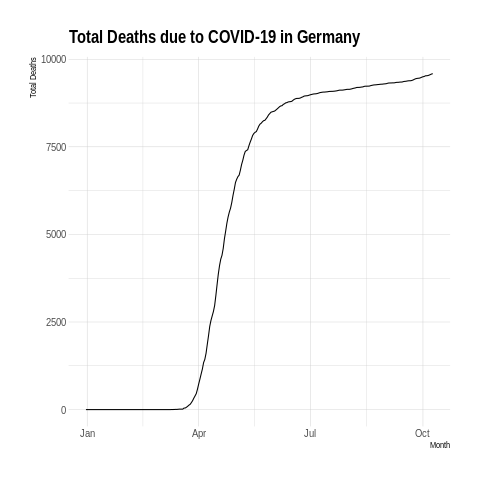 Total Deaths due to COVID-19 in Germany
Total Deaths
10000
7500
5000
2500
0
Jan Apr Jul Oct
Month